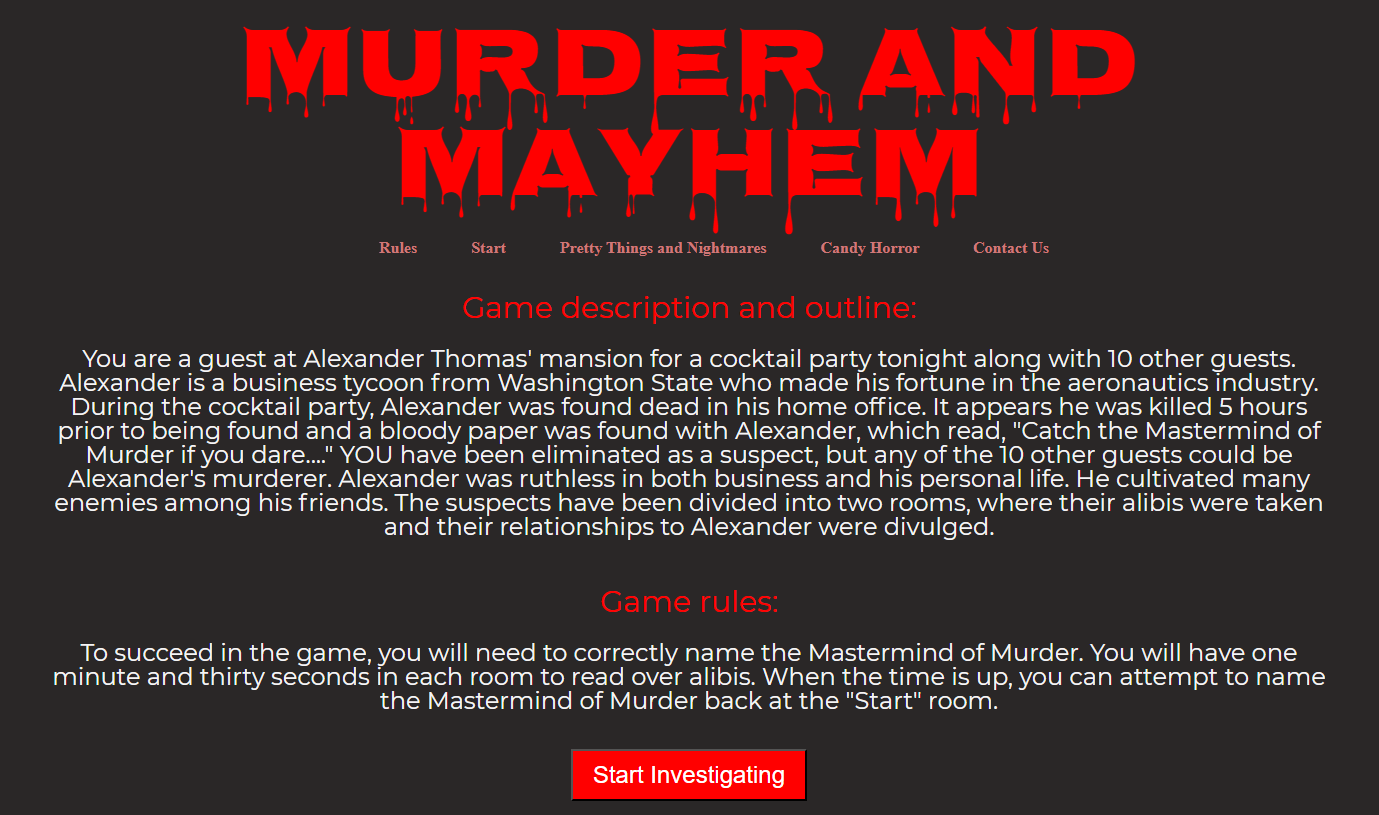 MURDER AND
MAYHEM
Rules Start Pretty Things and Nightmares Candy Horror Contact Us
Game description and outline:
You are a guest at Alexander Thomas' mansion for a cocktail party tonight along with 10 other guests.
Alexander is a business tycoon from Washington State who made his fortune in the aeronautics industry.
During the cocktail party, Alexander was found dead in his home office. It appears he was killed 5 hours
prior to being found and a bloody paper was found with Alexander, which read, "Catch the Mastermind of
Murder if you dare...." YOU have been eliminated as a suspect, but any of the 10 other guests could be
Alexander's murderer. Alexander was ruthless in both business and his personal life. He cultivated many
enemies among his friends. The suspects have been divided into two rooms, where their alibis were taken
and their relationships to Alexander were divulged.
Game rules:
To succeed in the game, you will need to correctly name the Mastermind of Murder. You will have one
minute and thirty seconds in each room to read over alibis. When the time is up, you can attempt to name
the Mastermind of Murder back at the "Start" room.
Start Investigating